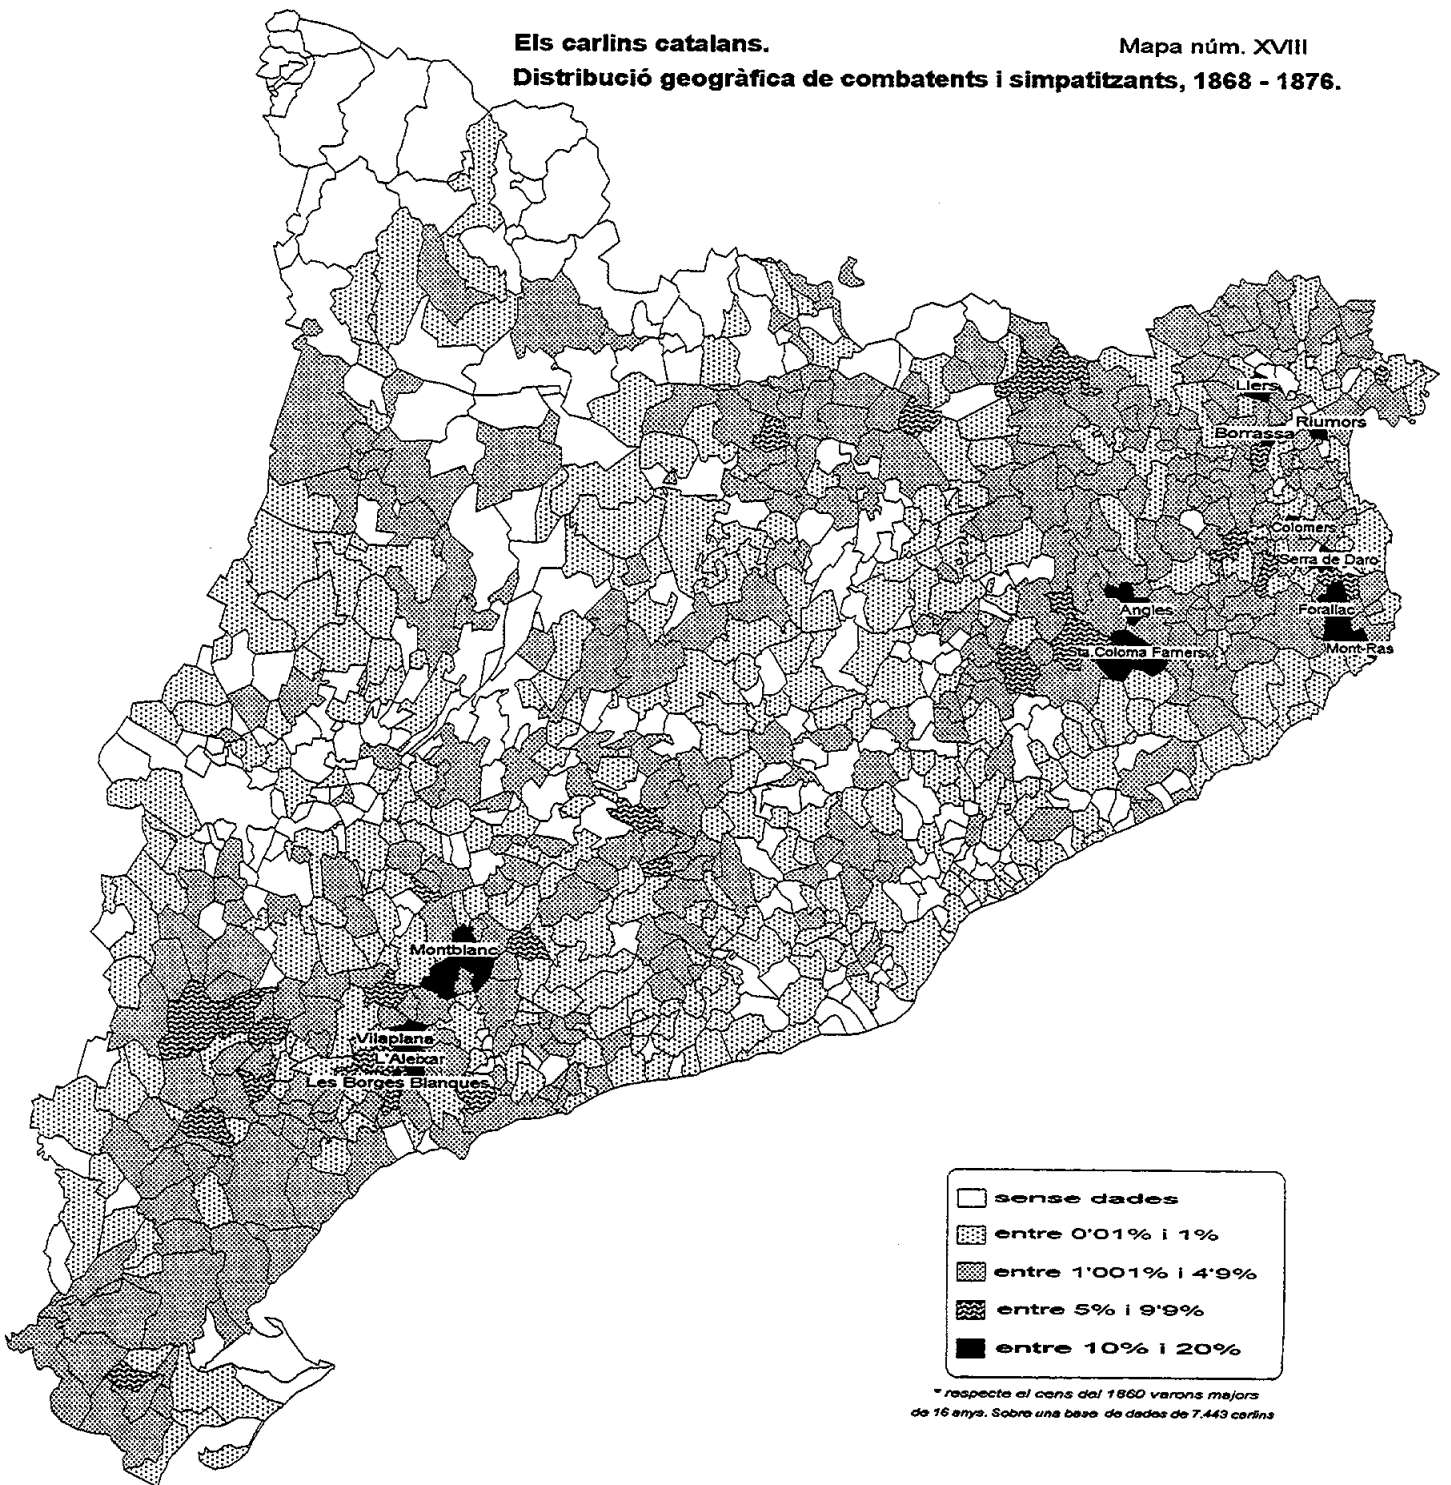 Els carlins catalans.
Mapa núm. XVIII
Distribució geogràfica de combatents i simpatitzants, 1868 - 1876.
Llers
Riumors
Borrassa
Colomers
Serra de Daro
Angles
Forallac
Sta.Coloma Farners
Mont-Ras
Montblanc
Vilaplana
L'Aleixar
Les Borges Blanques
sense dades
entre 0'01% i 1%
entre 1'001% i 4'9%
entre 5% i 9'9%
entre 10% i 20%
* respecte el cens del 1860 varons majors
de 16 anys. Sobre una base de dades de 7.443 carlins